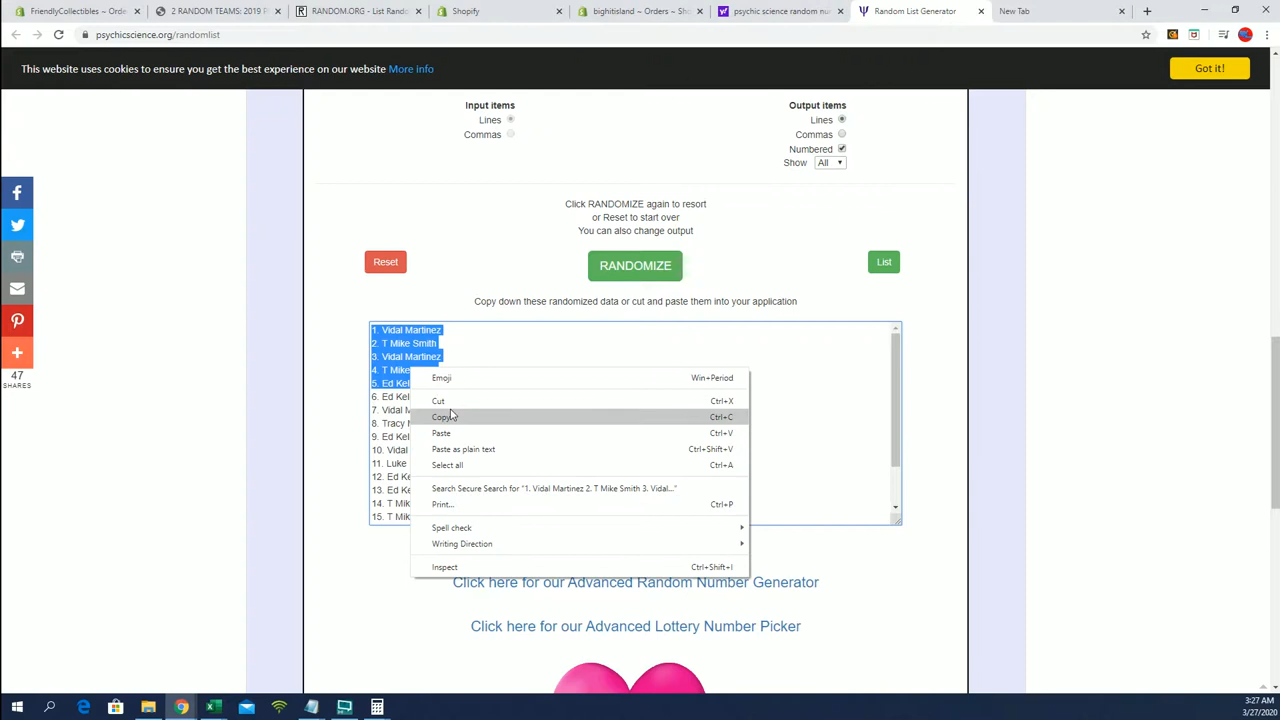 FriendlyCollectibles ~ Order
2 RANDOM TEAMS: 2019 P
RANDOM.ORG - List Rando
Shopify
bighitisland ~ Orders ~ Sho
psychic science random nu
Random List Generator
New Tab
psychicscience.org/randomlist
This website uses cookies to ensure you get the best experience on our website More info
Got it!
Input items
Output items
Lines
Lines
Commas
Commas
Numbered
Show All
Click RANDOMIZE again to resort
or Reset to start over
You can also change output
Reset
RANDOMIZE
List
Copy down these randomized data or cut and paste them into your application
47
SHARES
1. Vidal Martinez
2. T Mike Smith
3. Vidal Martinez
4. T Mike
5. Ed Kel
6. Ed Kel
7. Vidal M
8. Tracy
9. Ed Kel
10. Vidal
11. Luke
12. Ed Ke
13. Ed Ke
14. T Mik
15. T Mik
Emoji Win+Period
Cut Ctrl+X
Copy Ctrl+C
Paste Ctrl+V
Paste as plain text Ctrl+Shift+V
Select all Ctrl+A
Search Secure Search for "1. Vidal Martinez 2. T Mike Smith 3. Vidal..."
Print... Ctrl+P
Spell check
Writing Direction
Inspect Ctrl+Shift+I
Click here for our Advanced Random Number Generator
Click here for our Advanced Lottery Number Picker
3:27 AM
3/27/2020